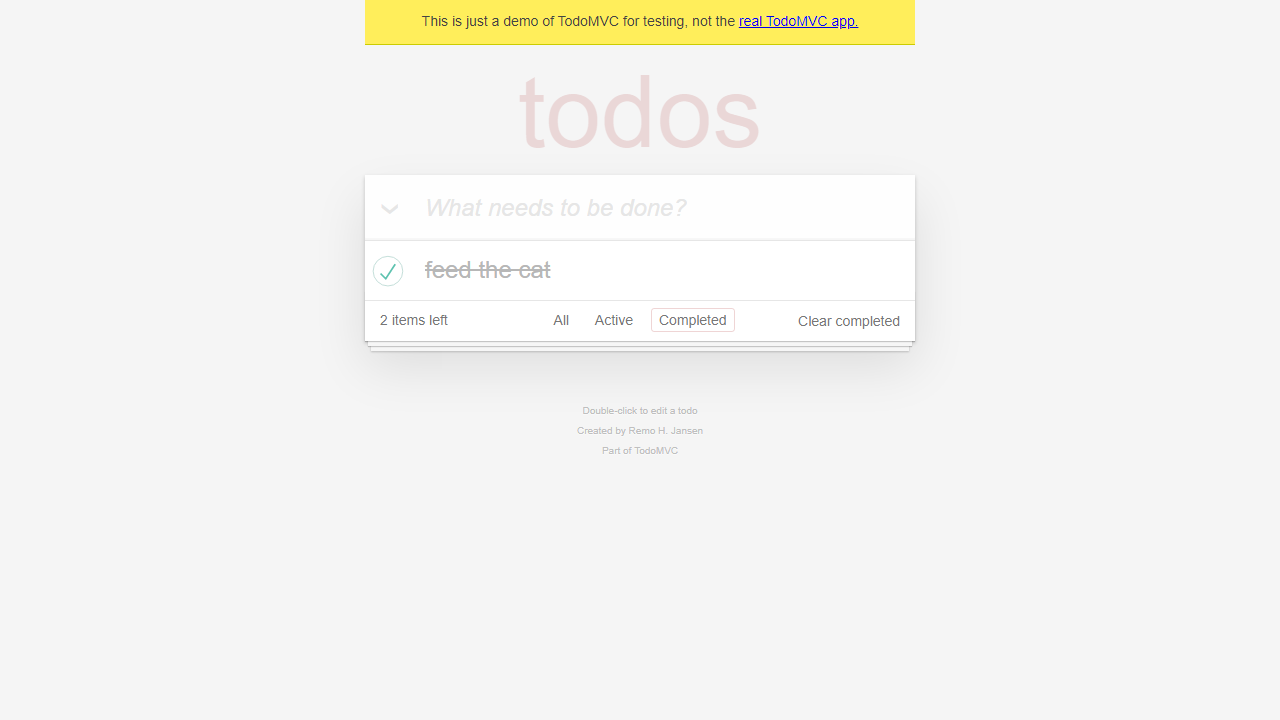 This is just a demo of TodoMVC for testing, not the real TodoMVC app.
todos
What needs to be done?
feed the cat
2 items left All Active Completed Clear completed
Double-click to edit a todo
Created by Remo H. Jansen
Part of TodoMVC